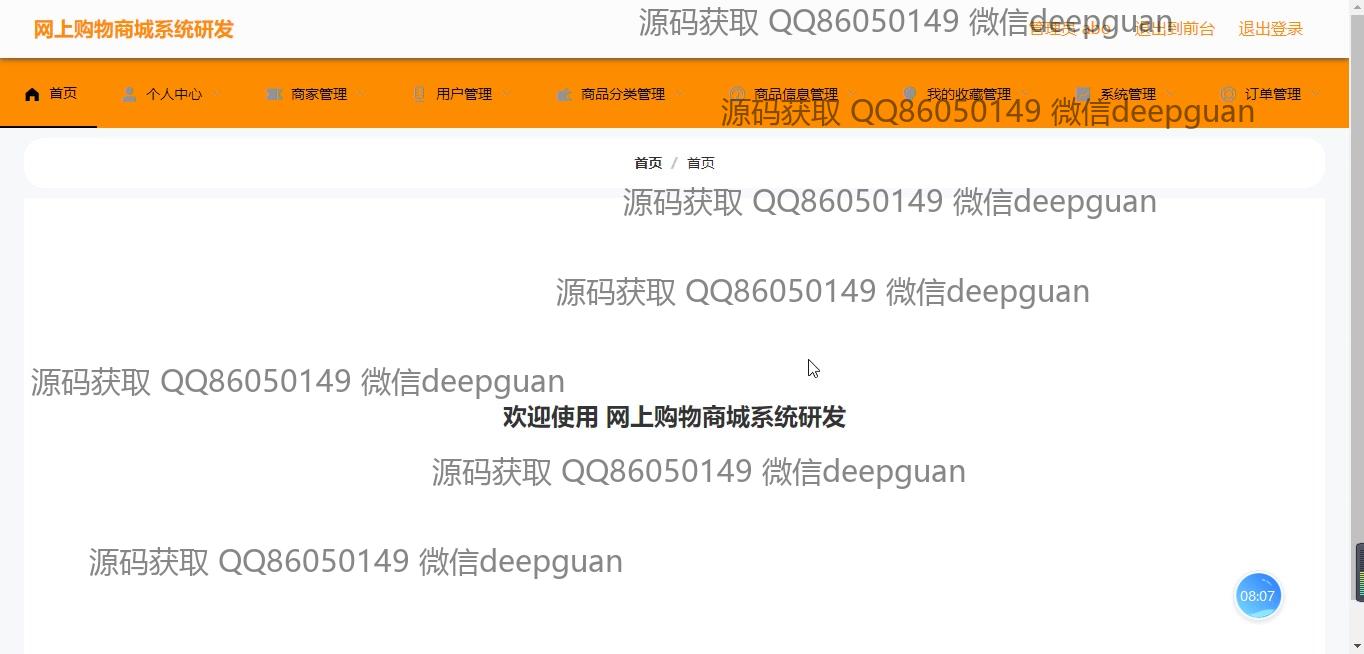 网上购物商城系统研发
源码获取 QQ86050149 微信deepguan
管理员 abo 退出到前台 退出登录
首页 个人中心 商家管理 用户管理 商品分类管理 商品信息管理 我的收藏管理 系统管理 订单管理
源码获取 QQ86050149 微信deepguan
首页 / 首页
源码获取 QQ86050149 微信deepguan
源码获取 QQ86050149 微信deepguan
源码获取 QQ86050149 微信deepguan
欢迎使用 网上购物商城系统研发
源码获取 QQ86050149 微信deepguan
源码获取 QQ86050149 微信deepguan
08:07